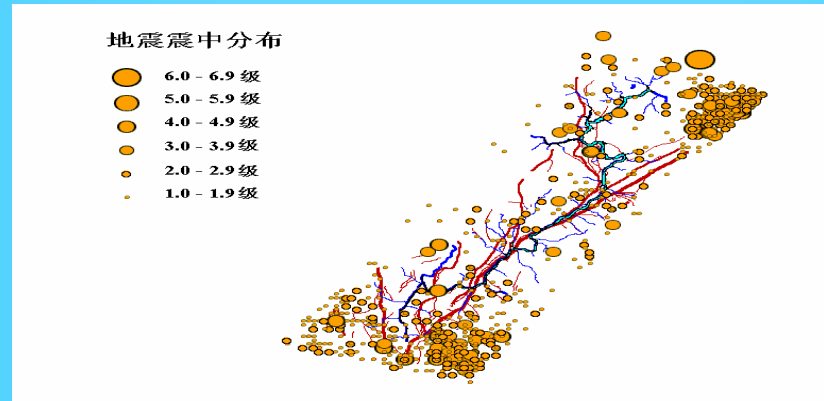 地震震中分布
6.0 - 6.9 级
5.0 - 5.9 级
4.0 - 4.9 级
3.0 - 3.9 级
2.0 - 2.9 级
1.0 - 1.9 级